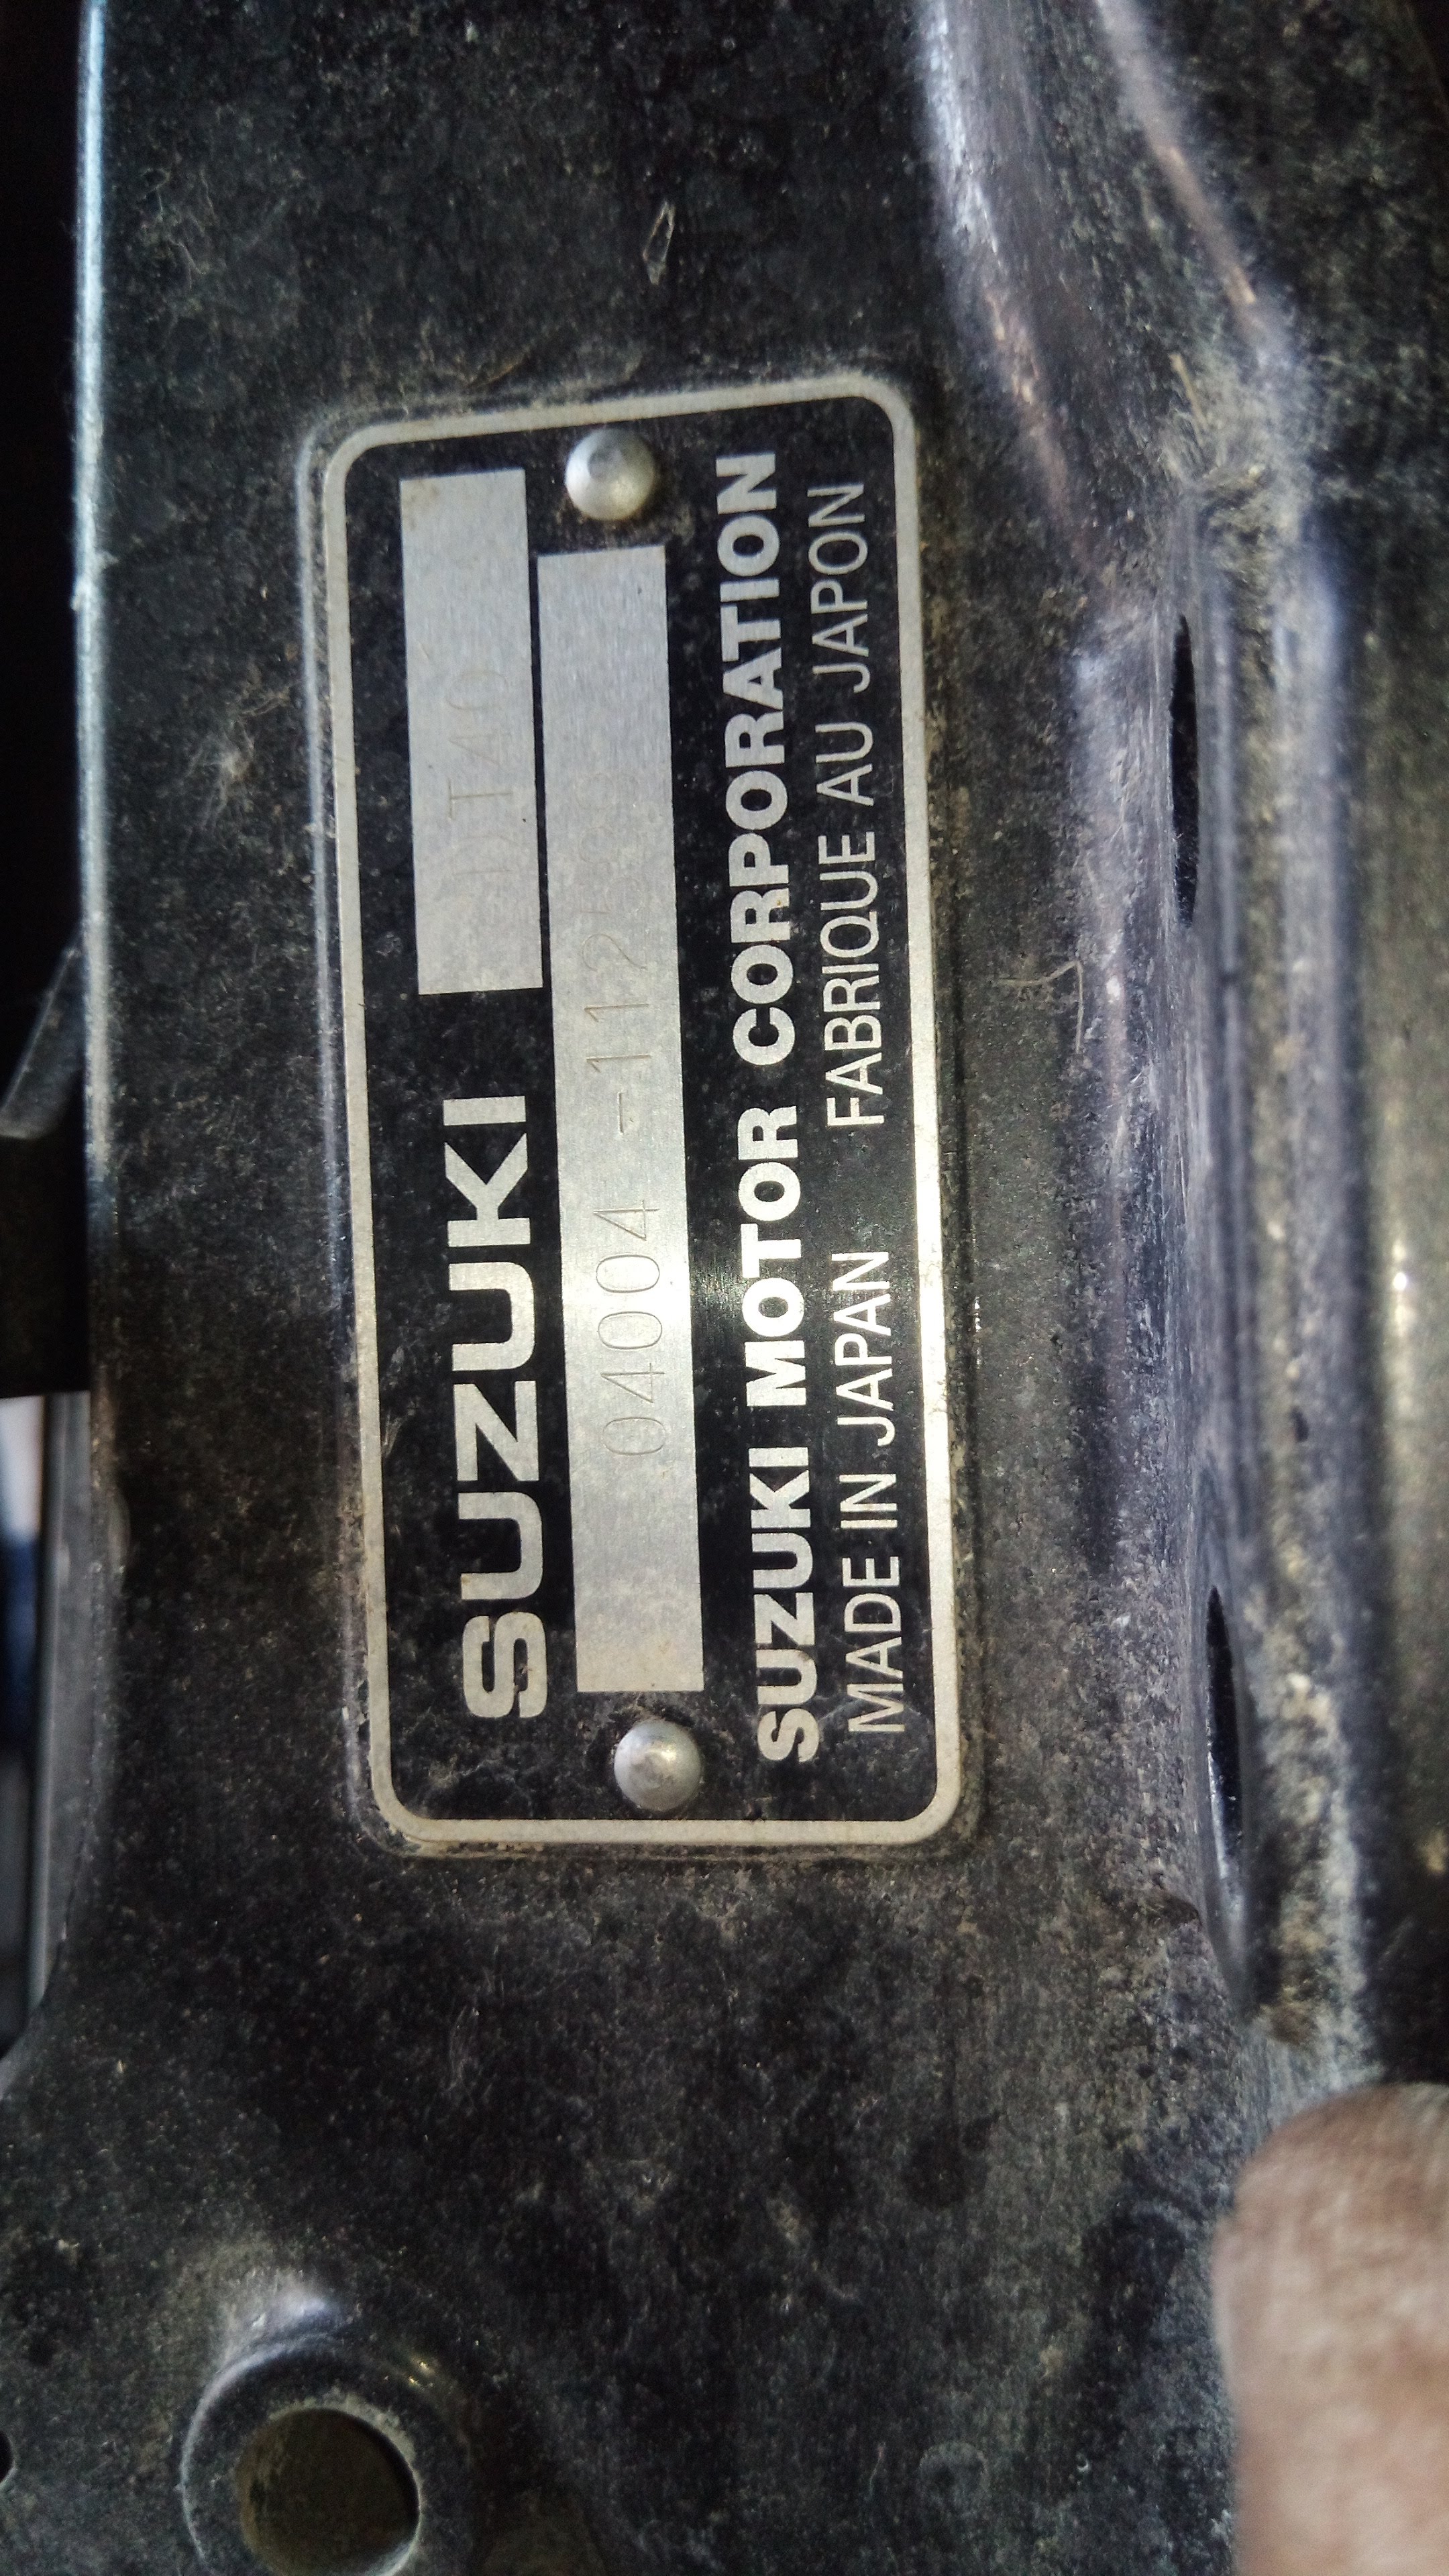 SUZUKI DT40
04004-112
SUZUKI MOTOR CORPORATION
MADE IN JAPAN FABRIQUE AU JAPON